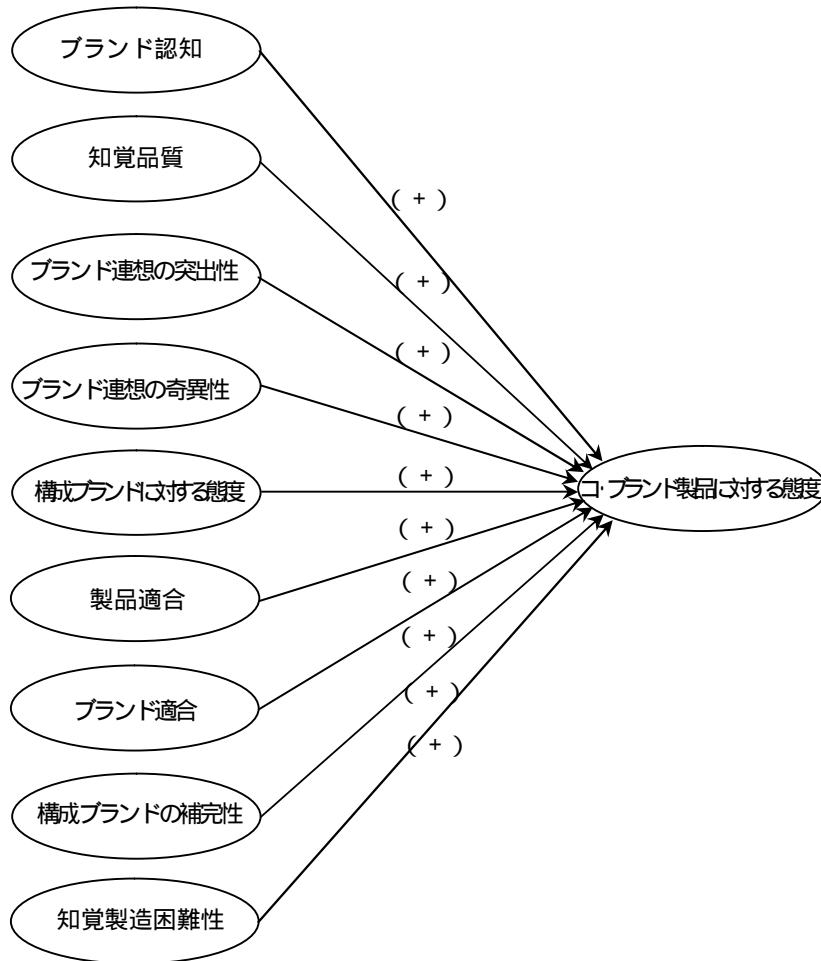 ブランド認知
知覚品質
( + )
ブランド連想の突出性
( + )
( + )
ブランド連想の奇異性
( + )
( + )
構成ブランドに対する態度
コ・ブランド製品に対する態度
( + )
( + )
製品適合
( + )
( + )
ブランド適合
( + )
構成ブランドの補完性
知覚製造困難性